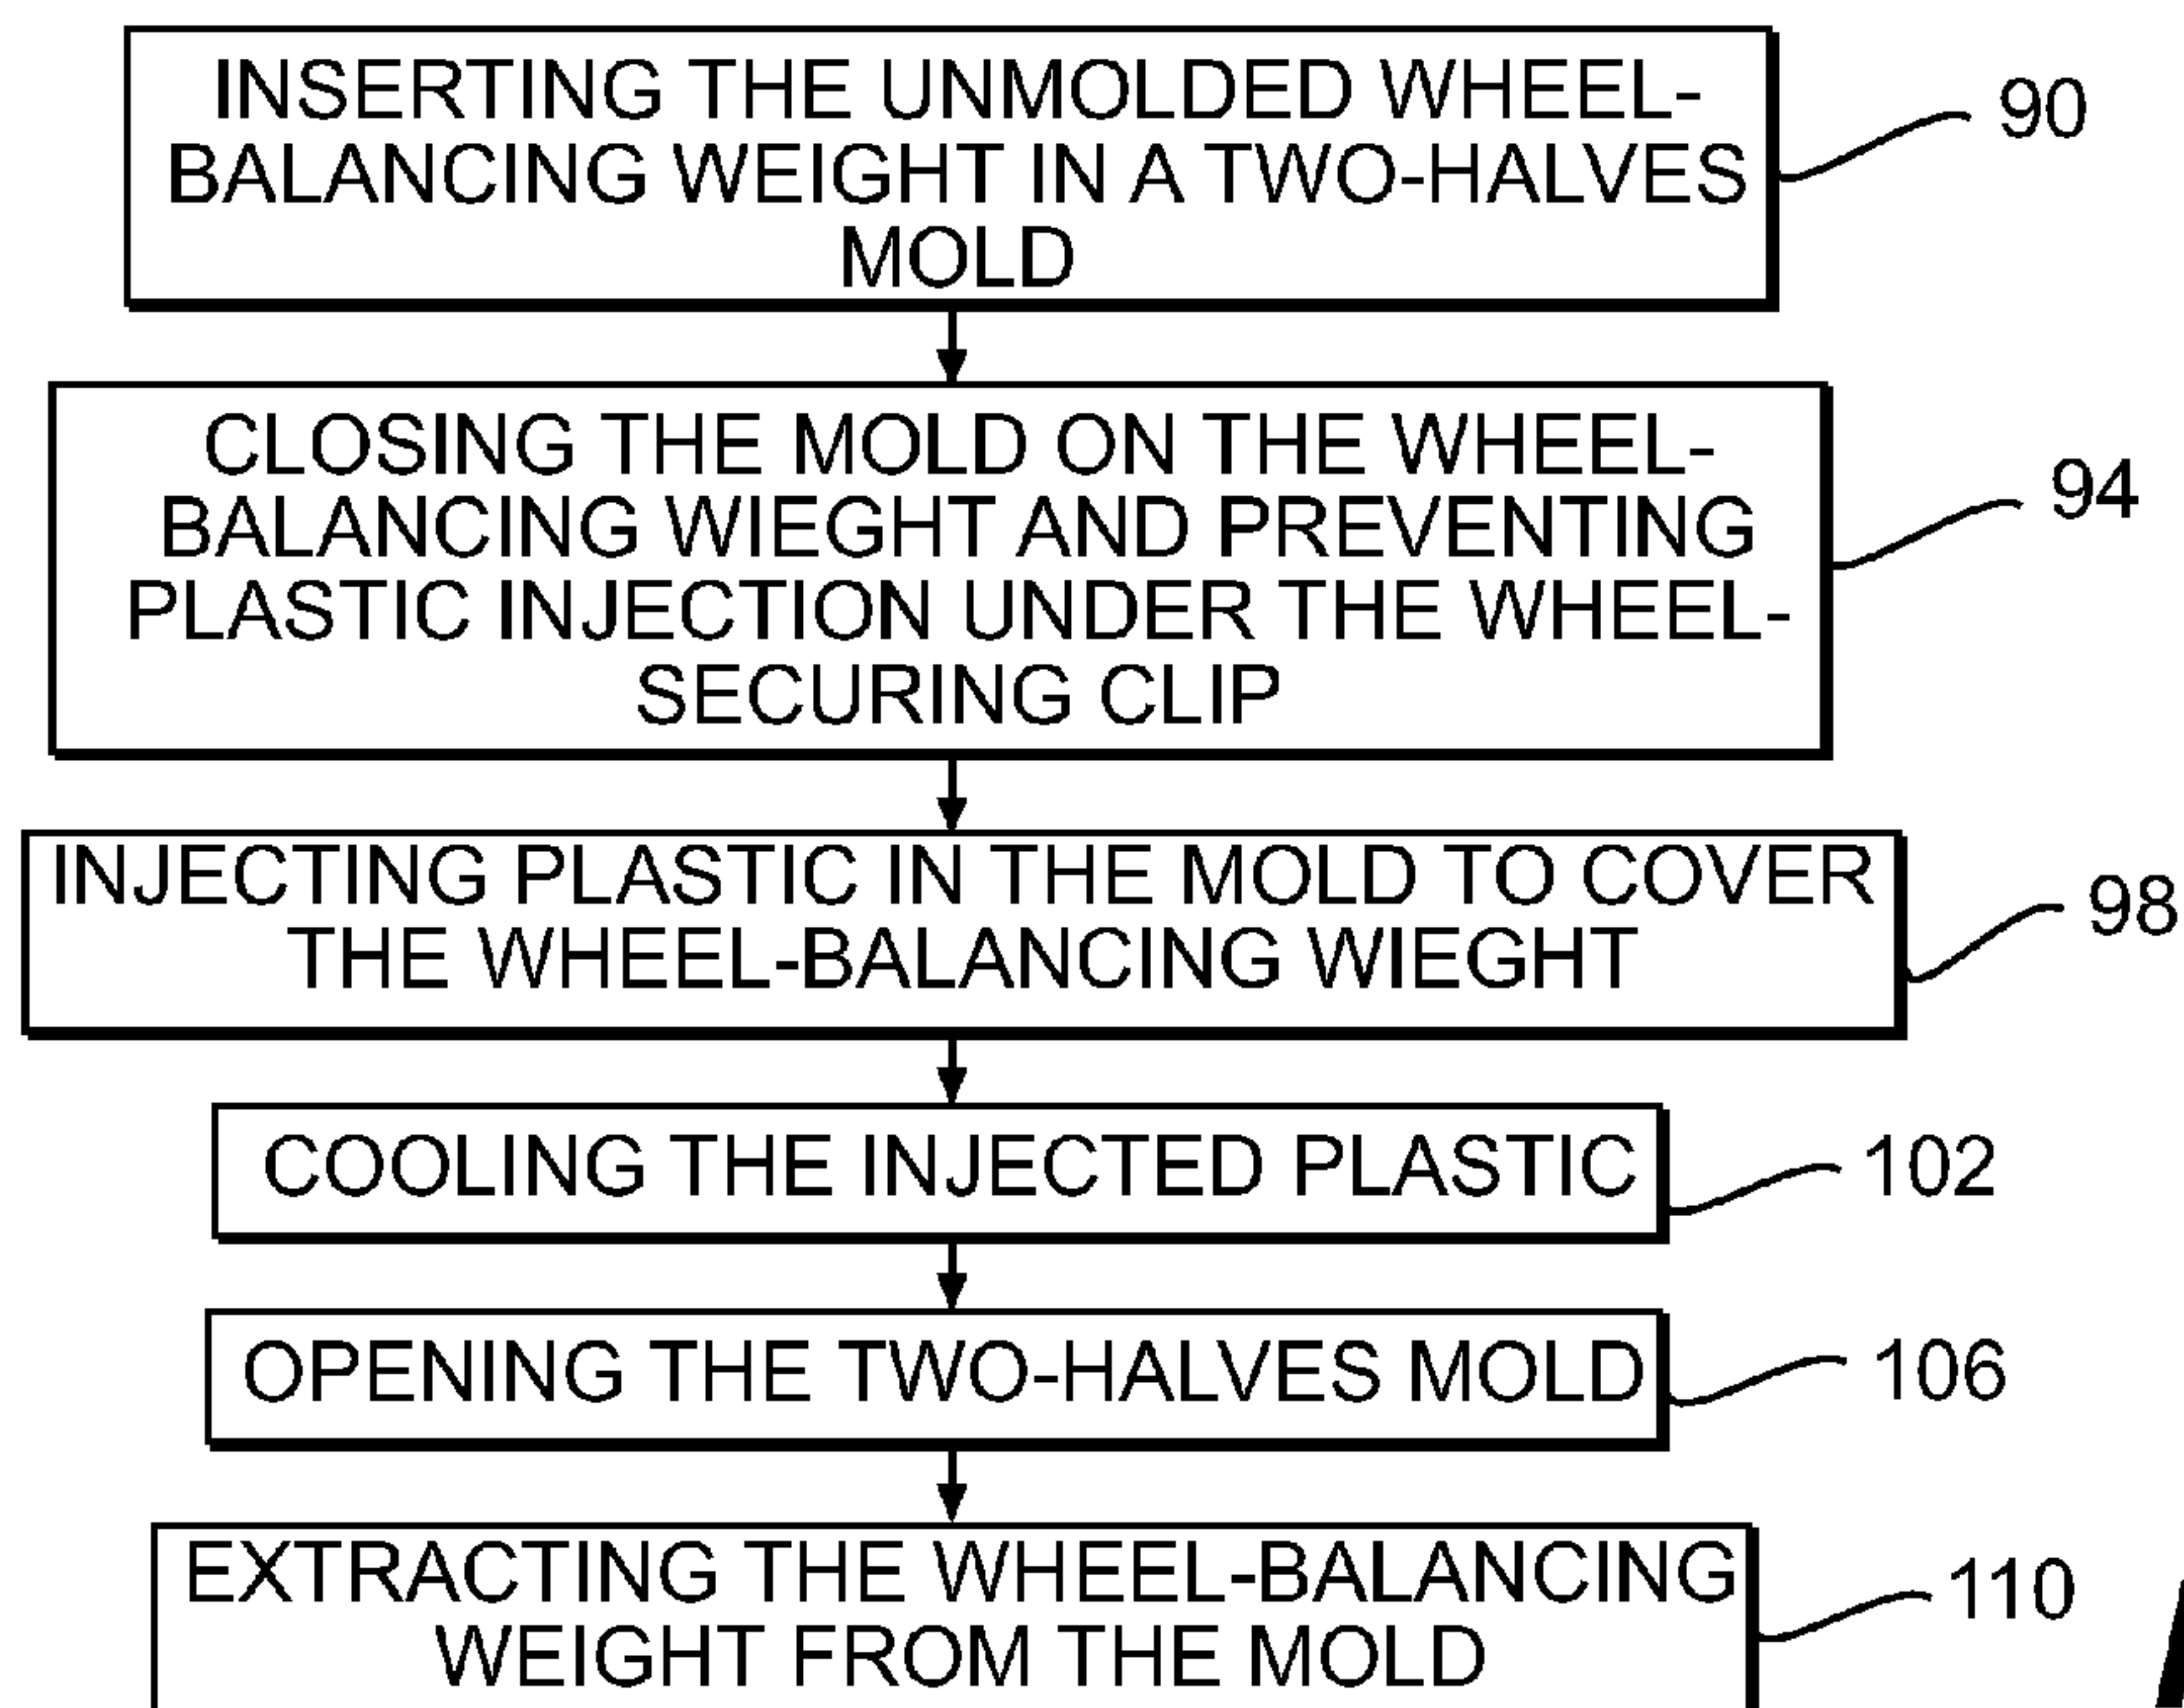 INSERTING THE UNMOLDED WHEEL-
BALANCING WEIGHT IN A TWO-HALVES
MOLD
90
CLOSING THE MOLD ON THE WHEEL-
BALANCING WIEGHT AND PREVENTING
PLASTIC INJECTION UNDER THE WHEEL-
SECURING CLIP
94
INJECTING PLASTIC IN THE MOLD TO COVER
THE WHEEL-BALANCING WIEGHT
98
COOLING THE INJECTED PLASTIC
102
OPENING THE TWO-HALVES MOLD
106
EXTRACTING THE WHEEL-BALANCING
WEIGHT FROM THE MOLD
110